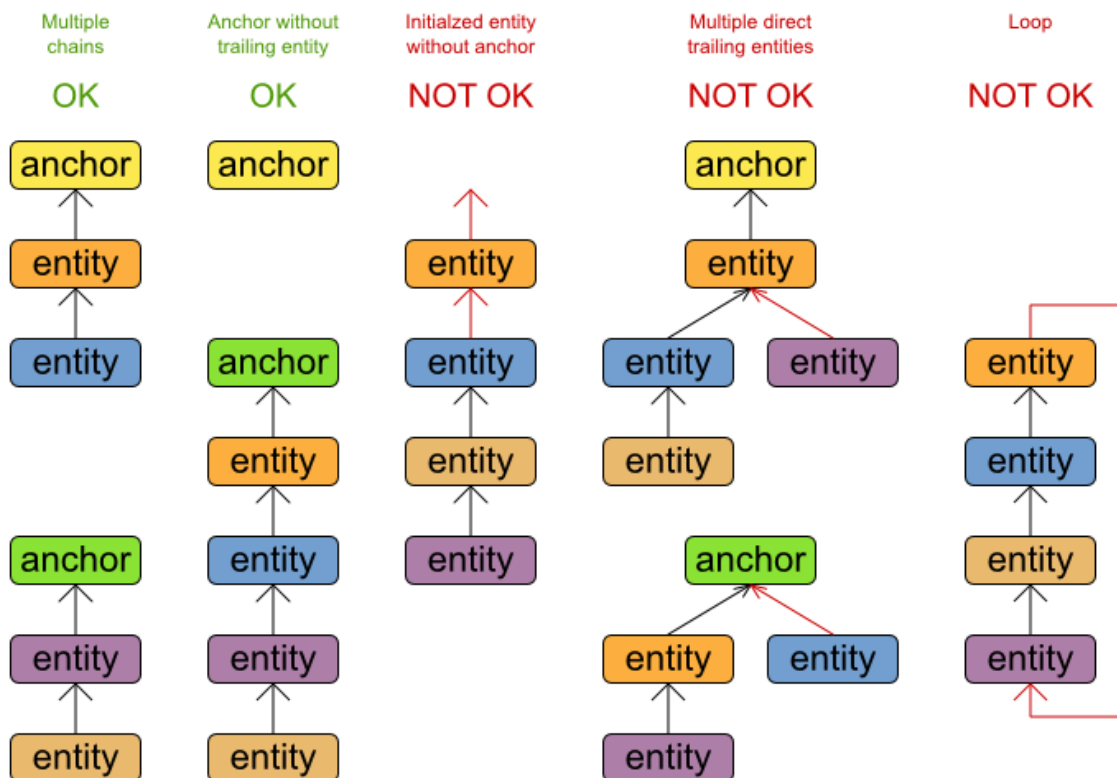 Multiple
chains
OK
anchor
entity
entity
anchor
entity
entity
Anchor without
trailing entity
OK
anchor
anchor
entity
entity
entity
entity
Initialzed entity
without anchor
NOT OK
entity
entity
entity
entity
Multiple direct
trailing entities
NOT OK
anchor
entity
entity
entity
entity
anchor
entity
entity
entity
Loop
NOT OK
entity
entity
entity
entity